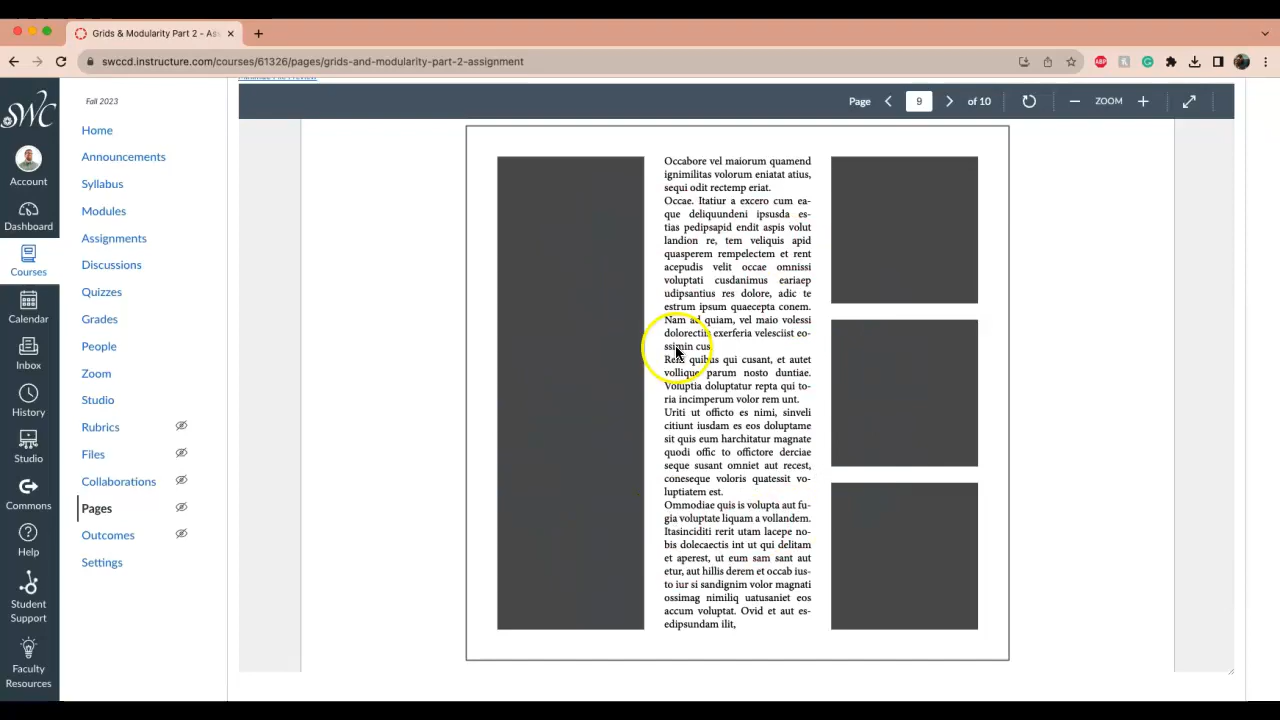 Grids & Modularity Part 2 - Ass
swccd.instructure.com/courses/61326/pages/grids-and-modularity-part-2-assignment
ABP
Minimize File Preview
SWC
Account
Dashboard
Courses
Calendar
Inbox
History
Studio
Commons
Help
Student
Support
Faculty
Resources
Fall 2023
Home
Announcements
Syllabus
Modules
Assignments
Discussions
Quizzes
Grades
People
Zoom
Studio
Rubrics
Files
Collaborations
Pages
Outcomes
Settings
Page 9 of 10 ZOOM
Occabore vel maiorum quamend
ignimilitas volorum eniatat atius,
sequi odit rectemp eriat.
Occae. Itatiur a excero cum ea-
que deliquundeni ipsusda es-
tias pedipsapid endit aspis volut
landion re, tem veliquis apid
quasperem rempelectem et rent
acepudis velit occae omnissi
voluptati cusdanimus eariaep
udipsantius res dolore, adic te
estrum ipsum quaecepta conem.
Nam ad quiam, vel maio volessi
dolorectin exerferia velesciist eo-
ssimin cus
quibus qui cusant, et autet
vollique parum nosto duntiae.
Voluptia doluptatur repta qui to-
ria incimperum volor rem unt.
Uriti ut officto es nimi, sinveli
citiunt iusdam es eos doluptame
sit quis eum harchitatur magnate
quodi offic to offictore derciae
seque susant omniet aut recest,
coneseque voloris quatessit vo-
luptiatem est.
Ommodiae quis is volupta aut fu-
gia voluptate liquam a vollandem.
Itasinciditi rerit utam lacepe no-
bis dolecaectis int ut qui delitam
et aperest, ut eum sam sant aut
etur, aut hillis derem et occab ius-
to iur si sandignim volor magnati
ossimag nimiliq uatusaniet eos
accum voluptat. Ovid et aut es-
edipsundam ilit,